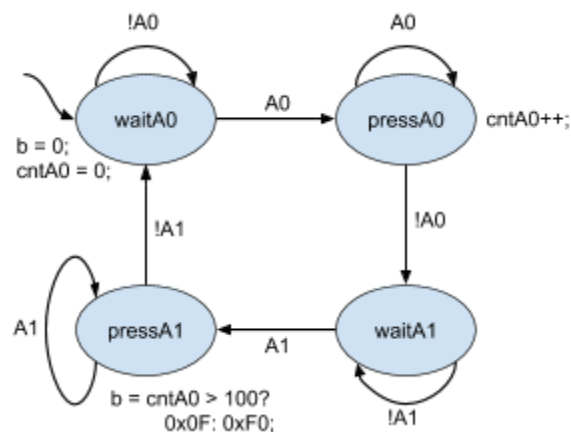 !A0
A0
waitA0
A0
pressA0
cntA0++;
b = 0;
cntA0 = 0;
!A1
!A0
A1
pressA1
A1
waitA1
b = cntA0 > 100?
0x0F: 0xF0;
!A1